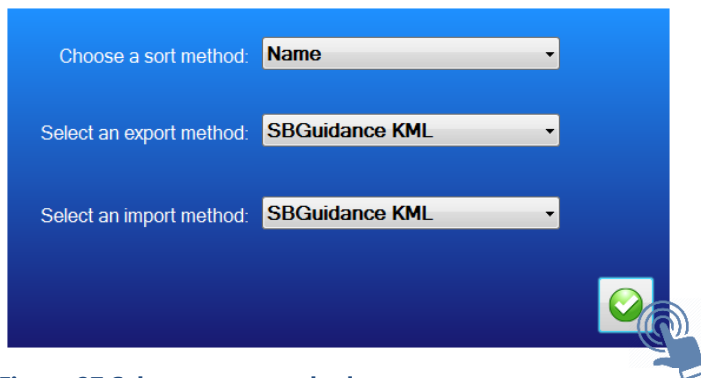 Choose a sort method: Name
Select an export method: SBGuidance KML
Select an import method: SBGuidance KML